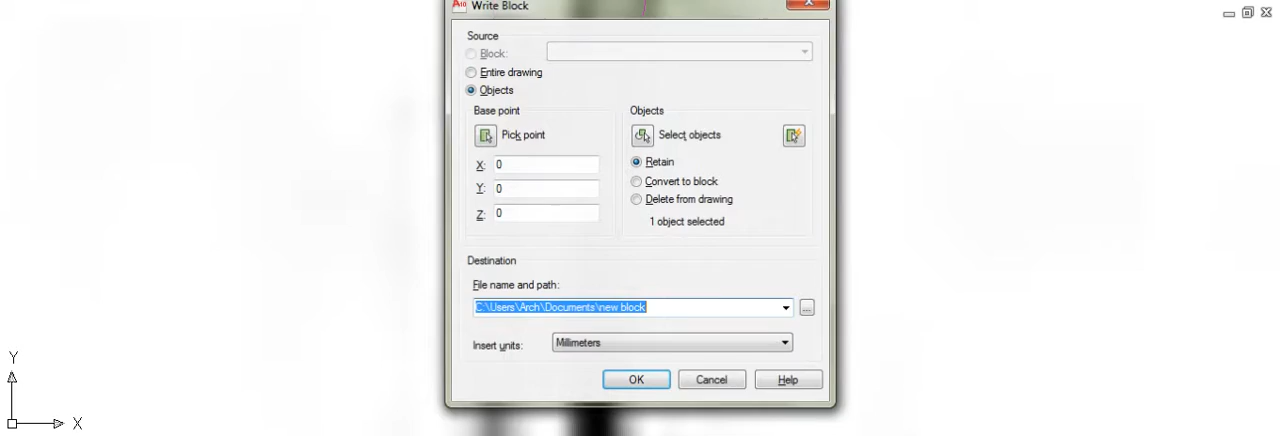 Write Block
Source
Block:
Entire drawing
Objects
Base point
Pick point
X: 0
Y: 0
Z: 0
Objects
Select objects
Retain
Convert to block
Delete from drawing
1 object selected
Destination
File name and path:
C:\Users\Arch\Documents\new block
...
Insert units: Millimeters
OK Cancel Help
Y
X